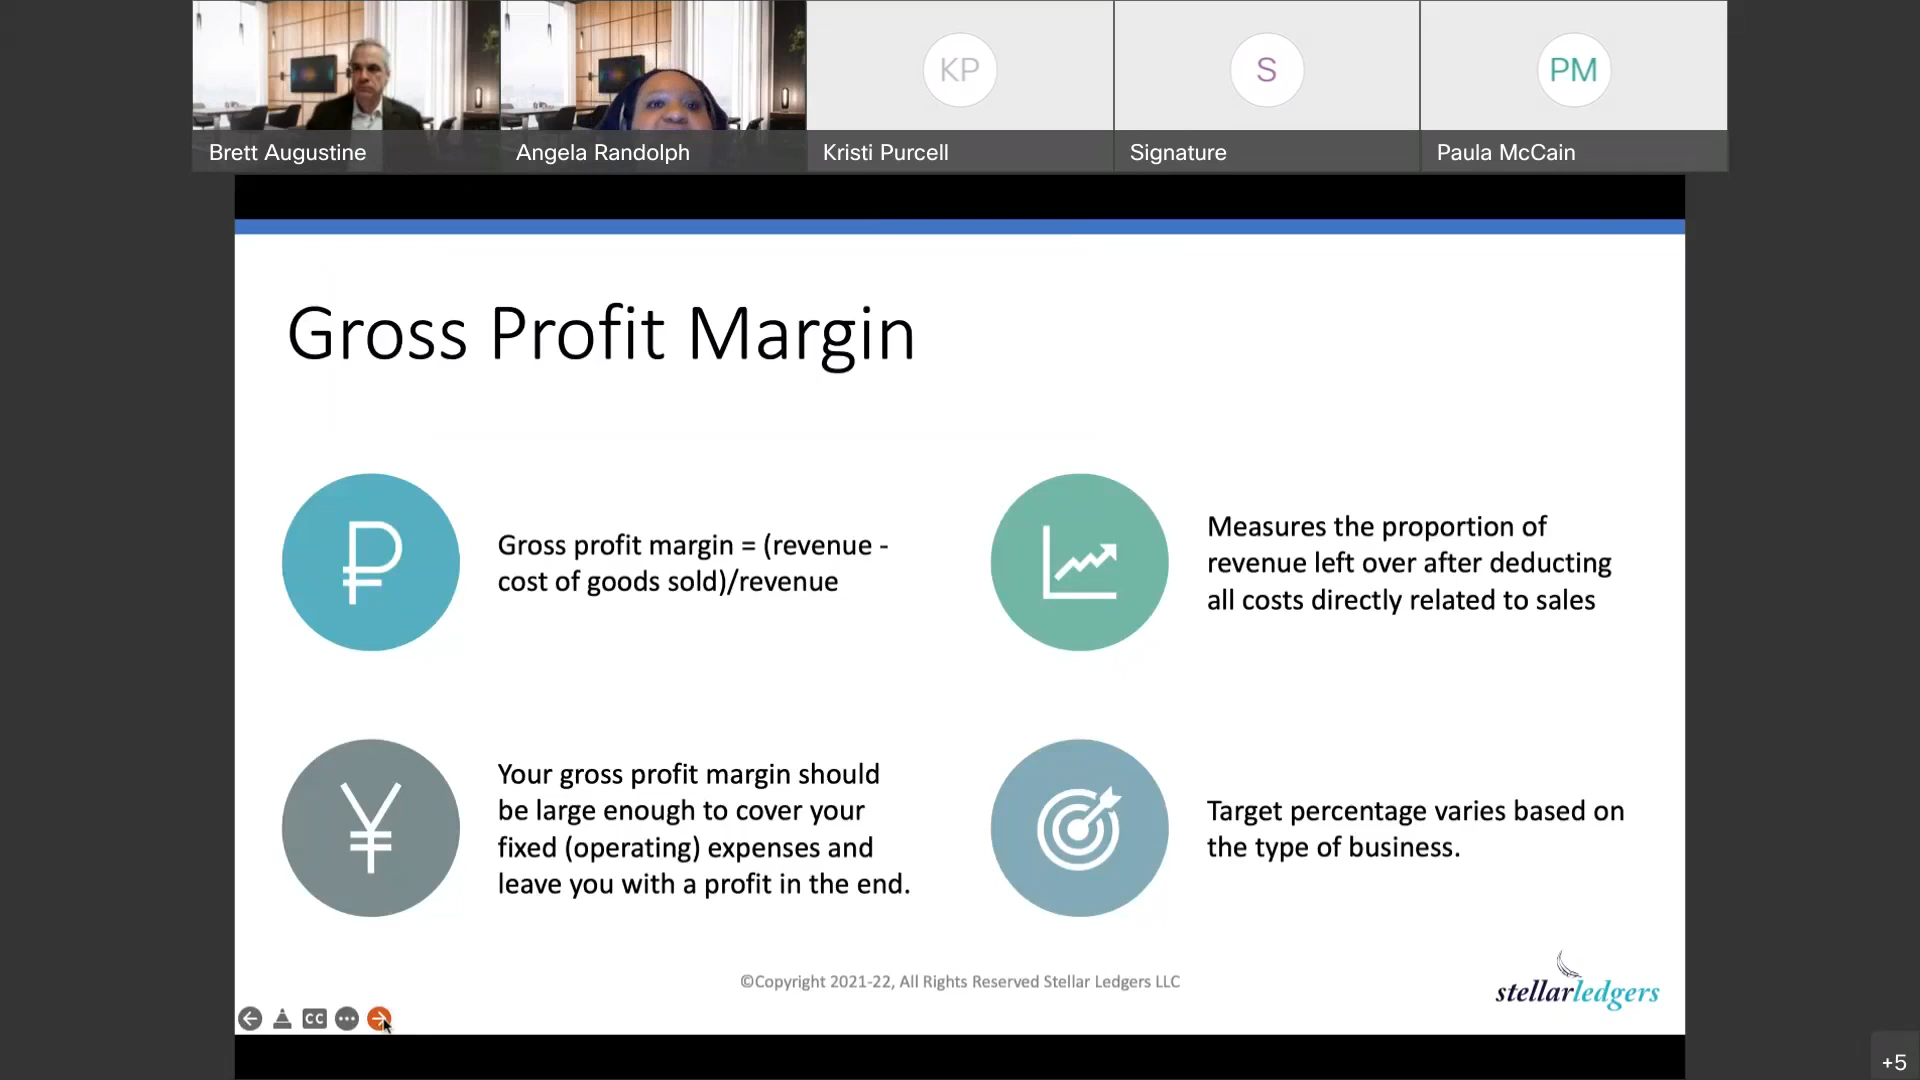 KP
S
PM
Brett Augustine
Angela Randolph
Kristi Purcell
Signature
Paula McCain
Gross Profit Margin
Gross profit margin = (revenue -
cost of goods sold)/revenue
Measures the proportion of
revenue left over after deducting
all costs directly related to sales
Your gross profit margin should
be large enough to cover your
fixed (operating) expenses and
leave you with a profit in the end.
Target percentage varies based on
the type of business.
©Copyright 2021-22, All Rights Reserved Stellar Ledgers LLC
stellarledgers
CC
+5